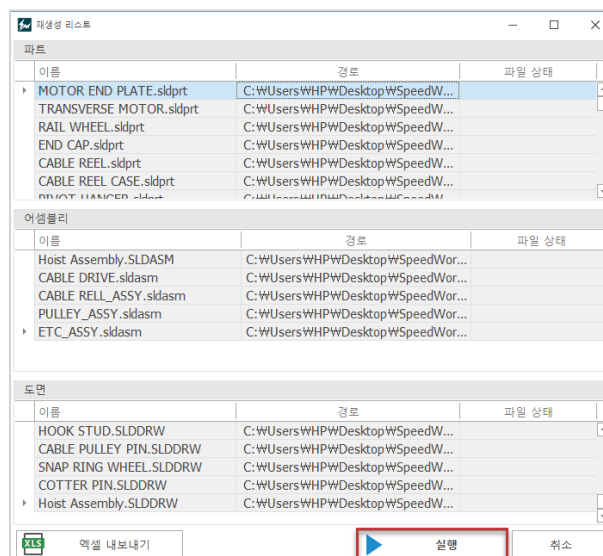 재생성 리스트
파트
이름 경로 파일 상태
MOTOR END PLATE.sldprt C:₩Users₩HP₩Desktop₩SpeedW...
TRANSVERSE MOTOR.sldprt C:₩Users₩HP₩Desktop₩SpeedW...
RAIL WHEEL.sldprt C:₩Users₩HP₩Desktop₩SpeedW...
END CAP.sldprt C:₩Users₩HP₩Desktop₩SpeedW...
CABLE REEL.sldprt C:₩Users₩HP₩Desktop₩SpeedW...
CABLE REEL CASE.sldprt C:₩Users₩HP₩Desktop₩SpeedW...
PIVOT HANGER.sldprt C:₩Users₩HP₩Desktop₩SpeedW...
어셈블리
이름 경로 파일 상태
Hoist Assembly.SLDASM C:₩Users₩HP₩Desktop₩SpeedWor...
CABLE DRIVE.sldasm C:₩Users₩HP₩Desktop₩SpeedWor...
CABLE RELL_ASSY.sldasm C:₩Users₩HP₩Desktop₩SpeedWor...
PULLEY_ASSY.sldasm C:₩Users₩HP₩Desktop₩SpeedWor...
ETC_ASSY.sldasm C:₩Users₩HP₩Desktop₩SpeedWor...
도면
이름 경로 파일 상태
HOOK STUD.SLDDRW C:₩Users₩HP₩Desktop₩SpeedW...
CABLE PULLEY PIN.SLDDRW C:₩Users₩HP₩Desktop₩SpeedW...
SNAP RING WHEEL.SLDDRW C:₩Users₩HP₩Desktop₩SpeedW...
COTTER PIN.SLDDRW C:₩Users₩HP₩Desktop₩SpeedW...
Hoist Assembly.SLDDRW C:₩Users₩HP₩Desktop₩SpeedW...
XLS 엑셀 내보내기 실행 취소